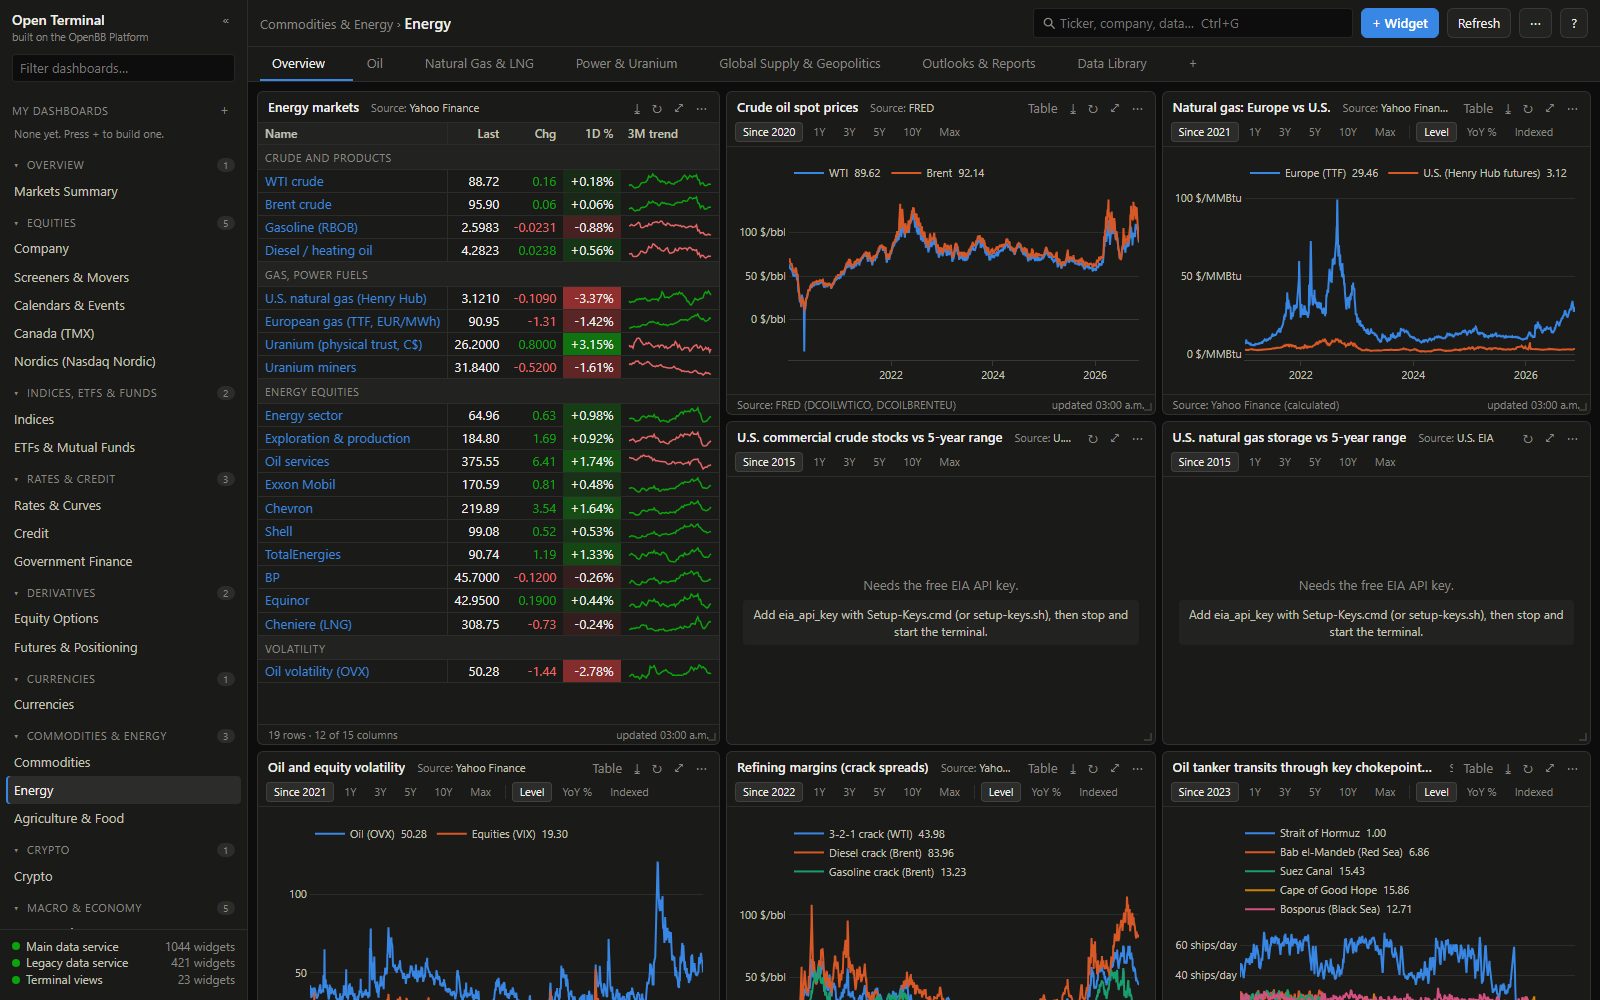 Open Terminal
«
built on the OpenBB Platform
Filter dashboards...
MY DASHBOARDS +
None yet. Press + to build one.
OVERVIEW 1
Markets Summary
EQUITIES 5
Company
Screeners & Movers
Calendars & Events
Canada (TMX)
Nordics (Nasdaq Nordic)
INDICES, ETFS & FUNDS 2
Indices
ETFs & Mutual Funds
RATES & CREDIT 3
Rates & Curves
Credit
Government Finance
DERIVATIVES 2
Equity Options
Futures & Positioning
CURRENCIES 1
Currencies
COMMODITIES & ENERGY 3
Commodities
Energy
Agriculture & Food
CRYPTO 1
Crypto
MACRO & ECONOMY 5
Main data service 1044 widgets
Legacy data service 421 widgets
Terminal views 23 widgets
Commodities & Energy › Energy
Ticker, company, data... Ctrl+G
+ Widget
Refresh
...
?
Overview Oil Natural Gas & LNG Power & Uranium Global Supply & Geopolitics Outlooks & Reports Data Library +
Energy markets Source: Yahoo Finance
Name Last Chg 1D % 3M trend
CRUDE AND PRODUCTS
WTI crude 88.72 0.16 +0.18%
Brent crude 95.90 0.06 +0.06%
Gasoline (RBOB) 2.5983 -0.0231 -0.88%
Diesel / heating oil 4.2823 0.0238 +0.56%
GAS, POWER FUELS
U.S. natural gas (Henry Hub) 3.1210 -0.1090 -3.37%
European gas (TTF, EUR/MWh) 90.95 -1.31 -1.42%
Uranium (physical trust, C$) 26.2000 0.8000 +3.15%
Uranium miners 31.8400 -0.5200 -1.61%
ENERGY EQUITIES
Energy sector 64.96 0.63 +0.98%
Exploration & production 184.80 1.69 +0.92%
Oil services 375.55 6.41 +1.74%
Exxon Mobil 170.59 0.81 +0.48%
Chevron 219.89 3.54 +1.64%
Shell 99.08 0.52 +0.53%
TotalEnergies 90.74 1.19 +1.33%
BP 45.7000 -0.1200 -0.26%
Equinor 42.9500 0.1900 +0.44%
Cheniere (LNG) 308.75 -0.73 -0.24%
VOLATILITY
Oil volatility (OVX) 50.28 -1.44 -2.78%
19 rows · 12 of 15 columns updated 03:00 a.m.
Crude oil spot prices Source: FRED Table
Since 2020 1Y 3Y 5Y 10Y Max
WTI 89.62 Brent 92.14
100 $/bbl
50 $/bbl
0 $/bbl
2022 2024 2026
Source: FRED (DCOILWTICO, DCOILBRENTEU) updated 03:00 a.m.
Natural gas: Europe vs U.S. Source: Yahoo Finan... Table
Since 2021 1Y 3Y 5Y 10Y Max Level YoY % Indexed
Europe (TTF) 29.46 U.S. (Henry Hub futures) 3.12
100 $/MMBtu
50 $/MMBtu
0 $/MMBtu
2022 2024 2026
Source: Yahoo Finance (calculated) updated 03:00 a.m.
U.S. commercial crude stocks vs 5-year range Source: U....
Since 2015 1Y 3Y 5Y 10Y Max
Needs the free EIA API key.
Add eia_api_key with Setup-Keys.cmd (or setup-keys.sh), then stop and
start the terminal.
U.S. natural gas storage vs 5-year range Source: U.S. EIA
Since 2015 1Y 3Y 5Y 10Y Max
Needs the free EIA API key.
Add eia_api_key with Setup-Keys.cmd (or setup-keys.sh), then stop and
start the terminal.
Oil and equity volatility Source: Yahoo Finance Table
Since 2021 1Y 3Y 5Y 10Y Max Level YoY % Indexed
Oil (OVX) 50.28 Equities (VIX) 19.30
100
50
Refining margins (crack spreads) Source: Yaho... Table
Since 2022 1Y 3Y 5Y 10Y Max Level YoY % Indexed
3-2-1 crack (WTI) 43.98
Diesel crack (Brent) 83.96
Gasoline crack (Brent) 13.23
100 $/bbl
50 $/bbl
Oil tanker transits through key chokepoint... Table
Since 2023 1Y 3Y 5Y 10Y Max Level YoY % Indexed
Strait of Hormuz 1.00
Bab el-Mandeb (Red Sea) 6.86
Suez Canal 15.43
Cape of Good Hope 15.86
Bosporus (Black Sea) 12.71
60 ships/day
40 ships/day